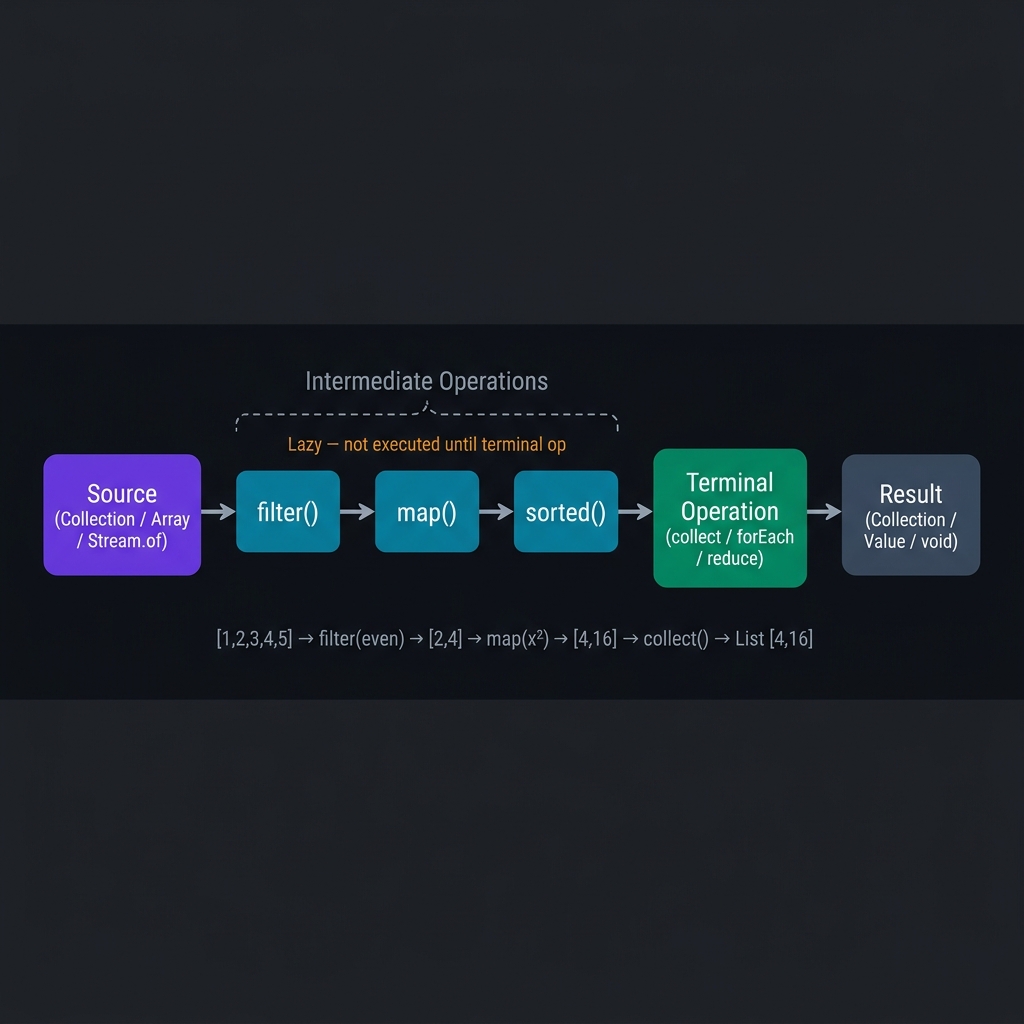 Intermediate Operations
Lazy — not executed until terminal op
Source
(Collection / Array
/ Stream.of)
filter()
map()
sorted()
Terminal
Operation
(collect / forEach
/ reduce)
Result
(Collection /
Value / void)
[1,2,3,4,5] → filter(even) → [2,4] → map(x²) → [4,16] → collect() → List [4,16]